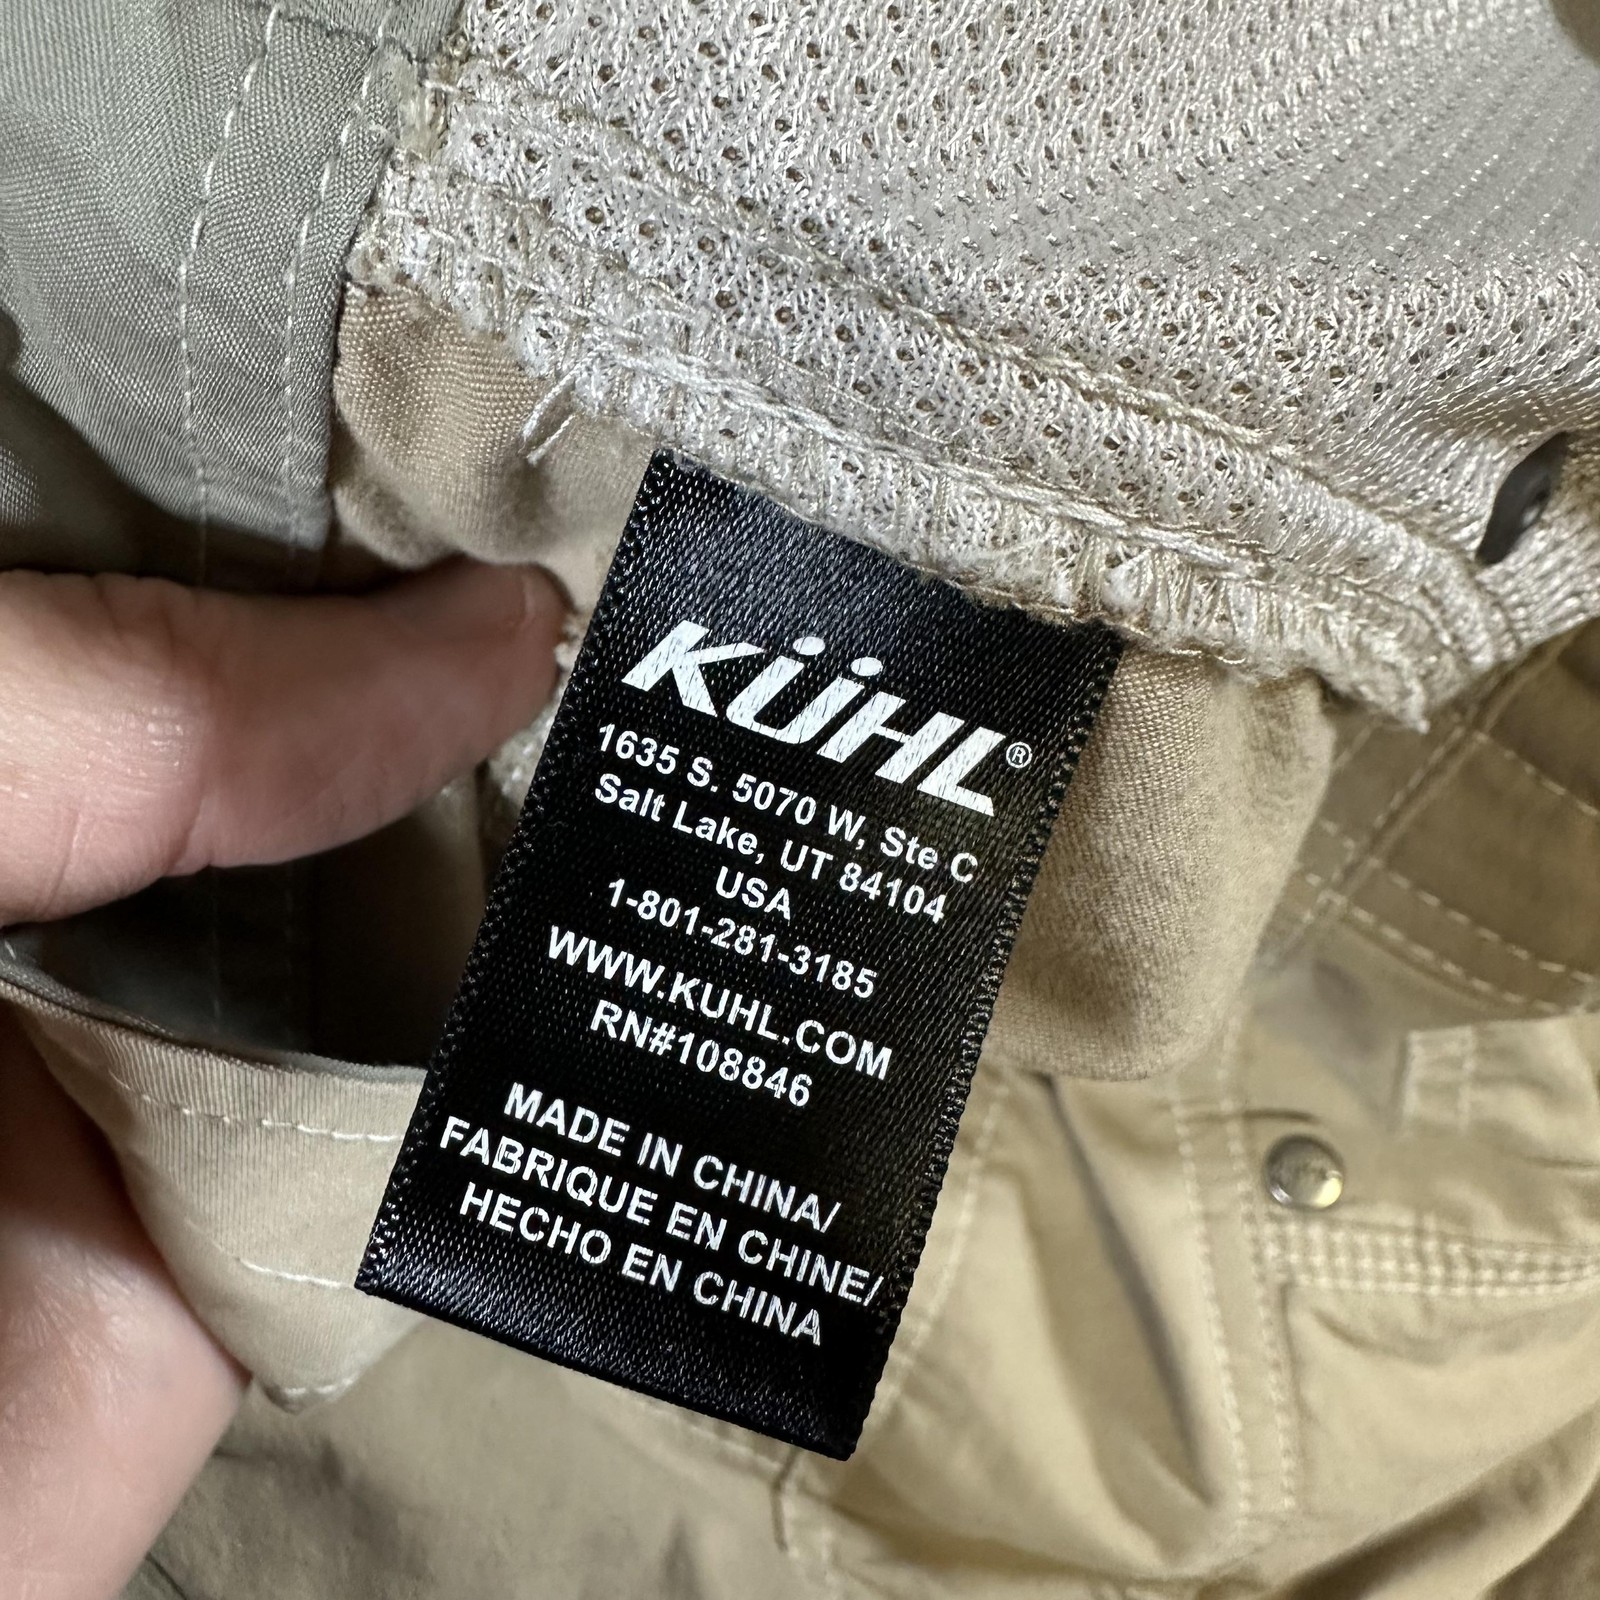 KÜHL®
1635 S. 5070 W, Ste C
Salt Lake, UT 84104
USA
1-801-281-3185
WWW.KUHL.COM
RN#108846
MADE IN CHINA/
FABRIQUE EN CHINE/
HECHO EN CHINA